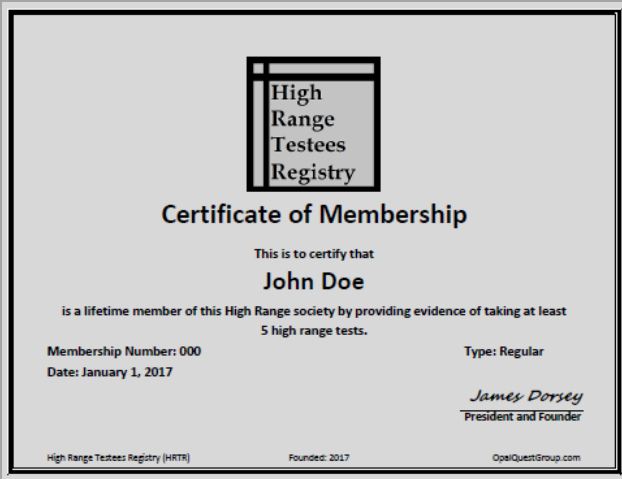 High
Range
Testees
Registry
Certificate of Membership
This is to certify that
John Doe
is a lifetime member of this High Range society by providing evidence of taking at least
5 high range tests.
Membership Number: 000 Type: Regular
Date: January 1, 2017
James Dorsey
President and Founder
High Range Testees Registry (HRTR) Founded: 2017 OpalQuestGroup.com